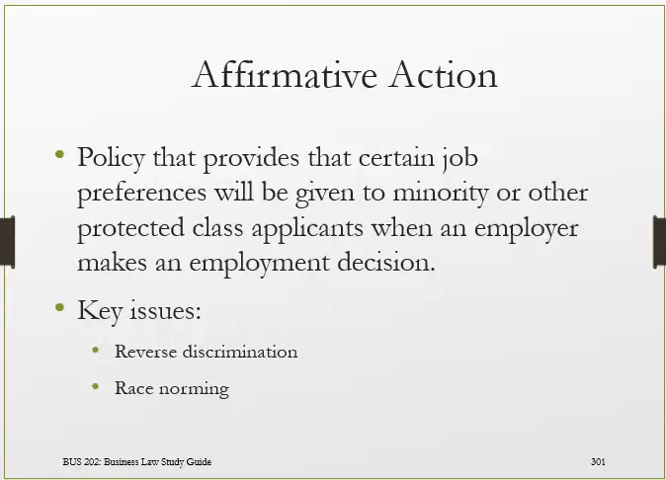 Affirmative Action
• Policy that provides that certain job
preferences will be given to minority or other
protected class applicants when an employer
makes an employment decision.
• Key issues:
• Reverse discrimination
• Race norming
BUS 202: Business Law Study Guide
301